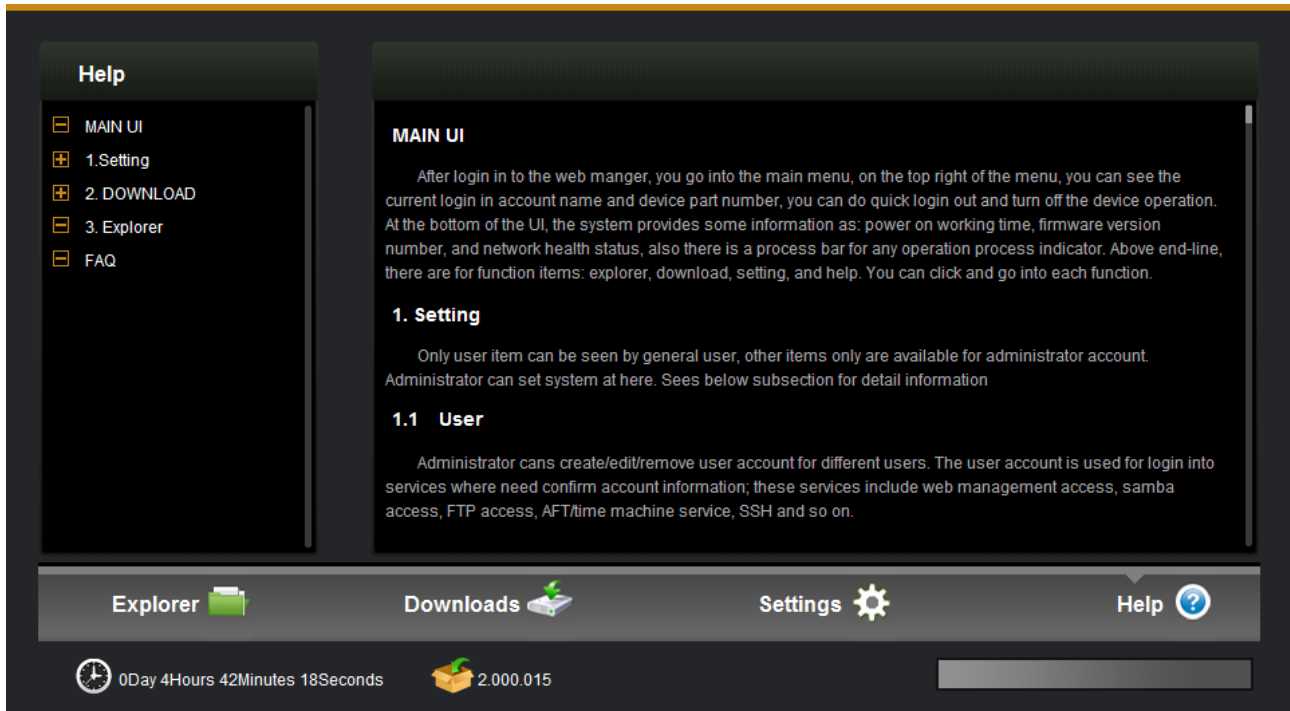 Help
MAIN UI
1.Setting
2. DOWNLOAD
3. Explorer
FAQ
MAIN UI
After login in to the web manger, you go into the main menu, on the top right of the menu, you can see the
current login in account name and device part number, you can do quick login out and turn off the device operation.
At the bottom of the UI, the system provides some information as: power on working time, firmware version
number, and network health status, also there is a process bar for any operation process indicator. Above end-line,
there are for function items: explorer, download, setting, and help. You can click and go into each function.
1. Setting
Only user item can be seen by general user, other items only are available for administrator account.
Administrator can set system at here. Sees below subsection for detail information
1.1 User
Administrator cans create/edit/remove user account for different users. The user account is used for login into
services where need confirm account information; these services include web management access, samba
access, FTP access, AFT/time machine service, SSH and so on.
Explorer
Downloads
Settings
Help
0Day 4Hours 42Minutes 18Seconds
2.000.015